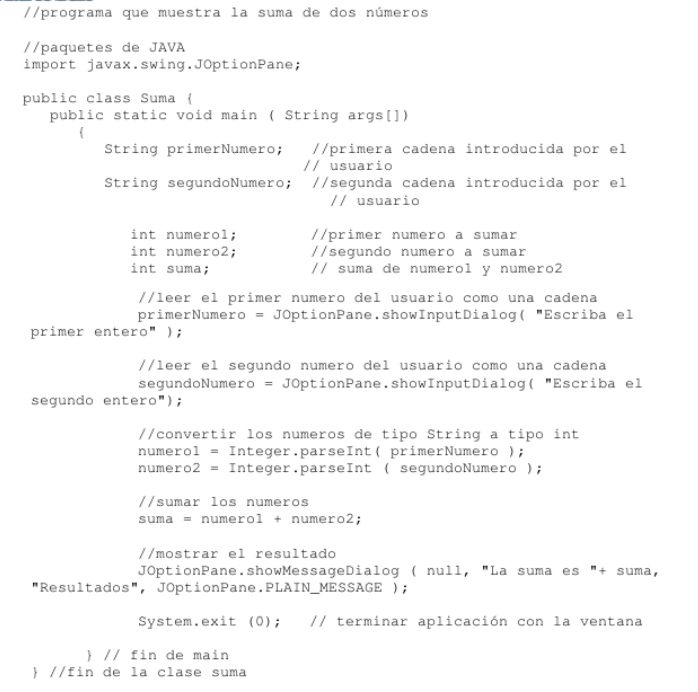 //programa que muestra la suma de dos números
//paquetes de JAVA
import javax.swing.JOptionPane;
public class Suma {
public static void main ( String args[])
{
String primerNumero; //primera cadena introducida por el
// usuario
String segundoNumero; //segunda cadena introducida por el
// usuario
int numero1; //primer numero a sumar
int numero2; //segundo numero a sumar
int suma; // suma de numero1 y numero2
//leer el primer numero del usuario como una cadena
primerNumero = JOptionPane.showInputDialog( "Escriba el
primer entero" );
//leer el segundo numero del usuario como una cadena
segundoNumero = JOptionPane.showInputDialog( "Escriba el
segundo entero");
//convertir los numeros de tipo String a tipo int
numero1 = Integer.parseInt( primerNumero );
numero2 = Integer.parseInt ( segundoNumero );
//sumar los numeros
suma = numero1 + numero2;
//mostrar el resultado
JOptionPane.showMessageDialog ( null, "La suma es "+ suma,
"Resultados", JOptionPane.PLAIN_MESSAGE );
System.exit (0); // terminar aplicación con la ventana
} // fin de main
} //fin de la clase suma